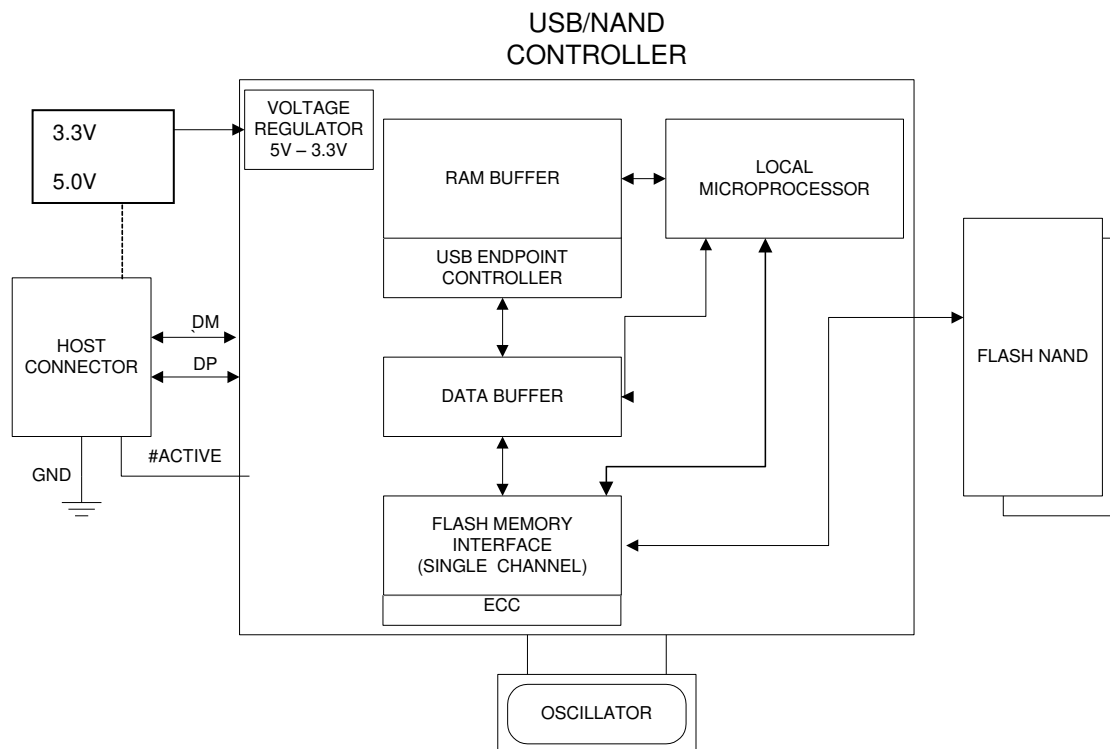 USB/NAND
CONTROLLER
VOLTAGE
REGULATOR
5V – 3.3V
3.3V
5.0V
RAM BUFFER
LOCAL
MICROPROCESSOR
USB ENDPOINT
CONTROLLER
HOST
CONNECTOR
`DM
DP
#ACTIVE
GND
DATA BUFFER
FLASH NAND
FLASH MEMORY
INTERFACE
(SINGLE CHANNEL)
ECC
OSCILLATOR